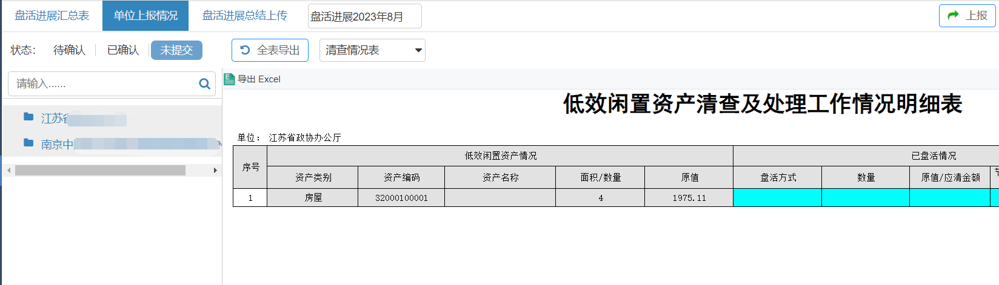 盘活进展汇总表 单位上报情况 盘活进展总结上传 盘活进展2023年8月 上报
状态： 待确认 已确认 未提交 全表导出 清查情况表
请输入......
导出 Excel
低效闲置资产清查及处理工作情况明细表
江苏省
南京中
单位： 江苏省政协办公厅
序号 低效闲置资产情况 已盘活情况
资产类别 资产编码 资产名称 面积/数量 原值 盘活方式 数量 原值/应清金额
1 房屋 32000100001 4 1975.11